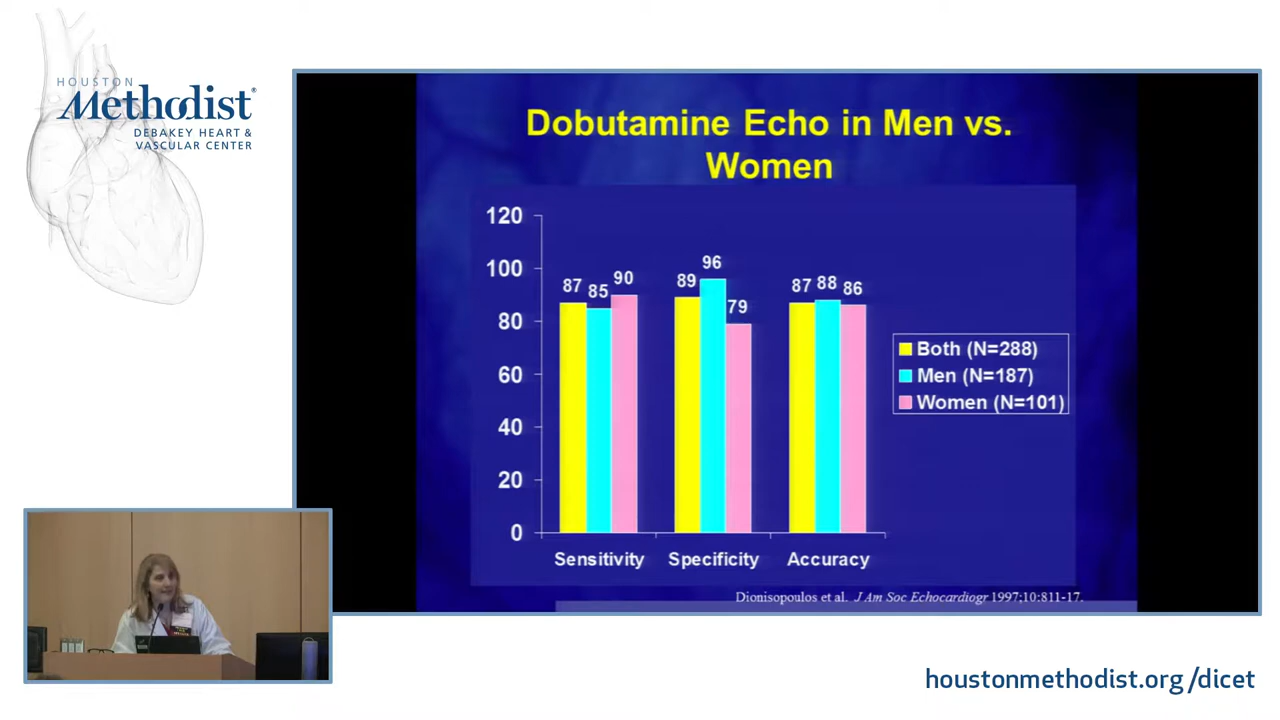 HOUSTON
Methodist®
DEBAKEY HEART &
VASCULAR CENTER
Dobutamine Echo in Men vs.
Women
120
100
80
60
40
20
0
87 85 90
89 96 79
87 88 86
Sensitivity Specificity Accuracy
Both (N=288)
Men (N=187)
Women (N=101)
Dionisopoulos et al. J Am Soc Echocardiogr 1997;10:811-17.
houstonmethodist.org/dicet